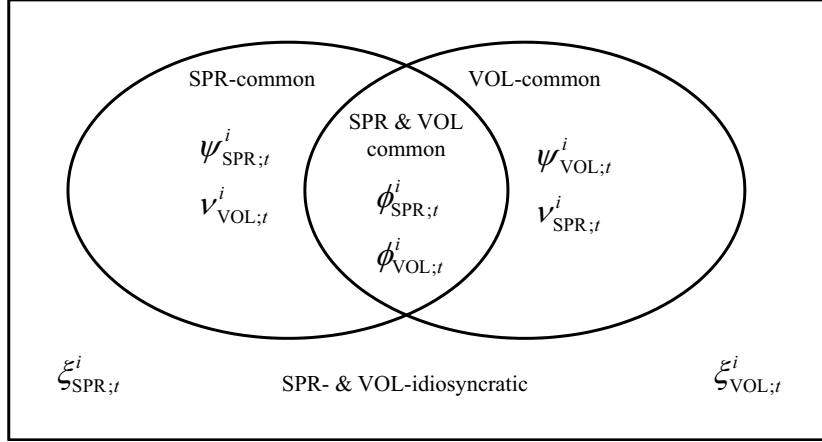 SPR-common VOL-common
SPR & VOL
common
ψ^i_SPR;t ψ^i_VOL;t
ν^i_VOL;t ϕ^i_SPR;t ν^i_SPR;t
ϕ^i_VOL;t
ξ^i_SPR;t SPR- & VOL-idiosyncratic ξ^i_VOL;t